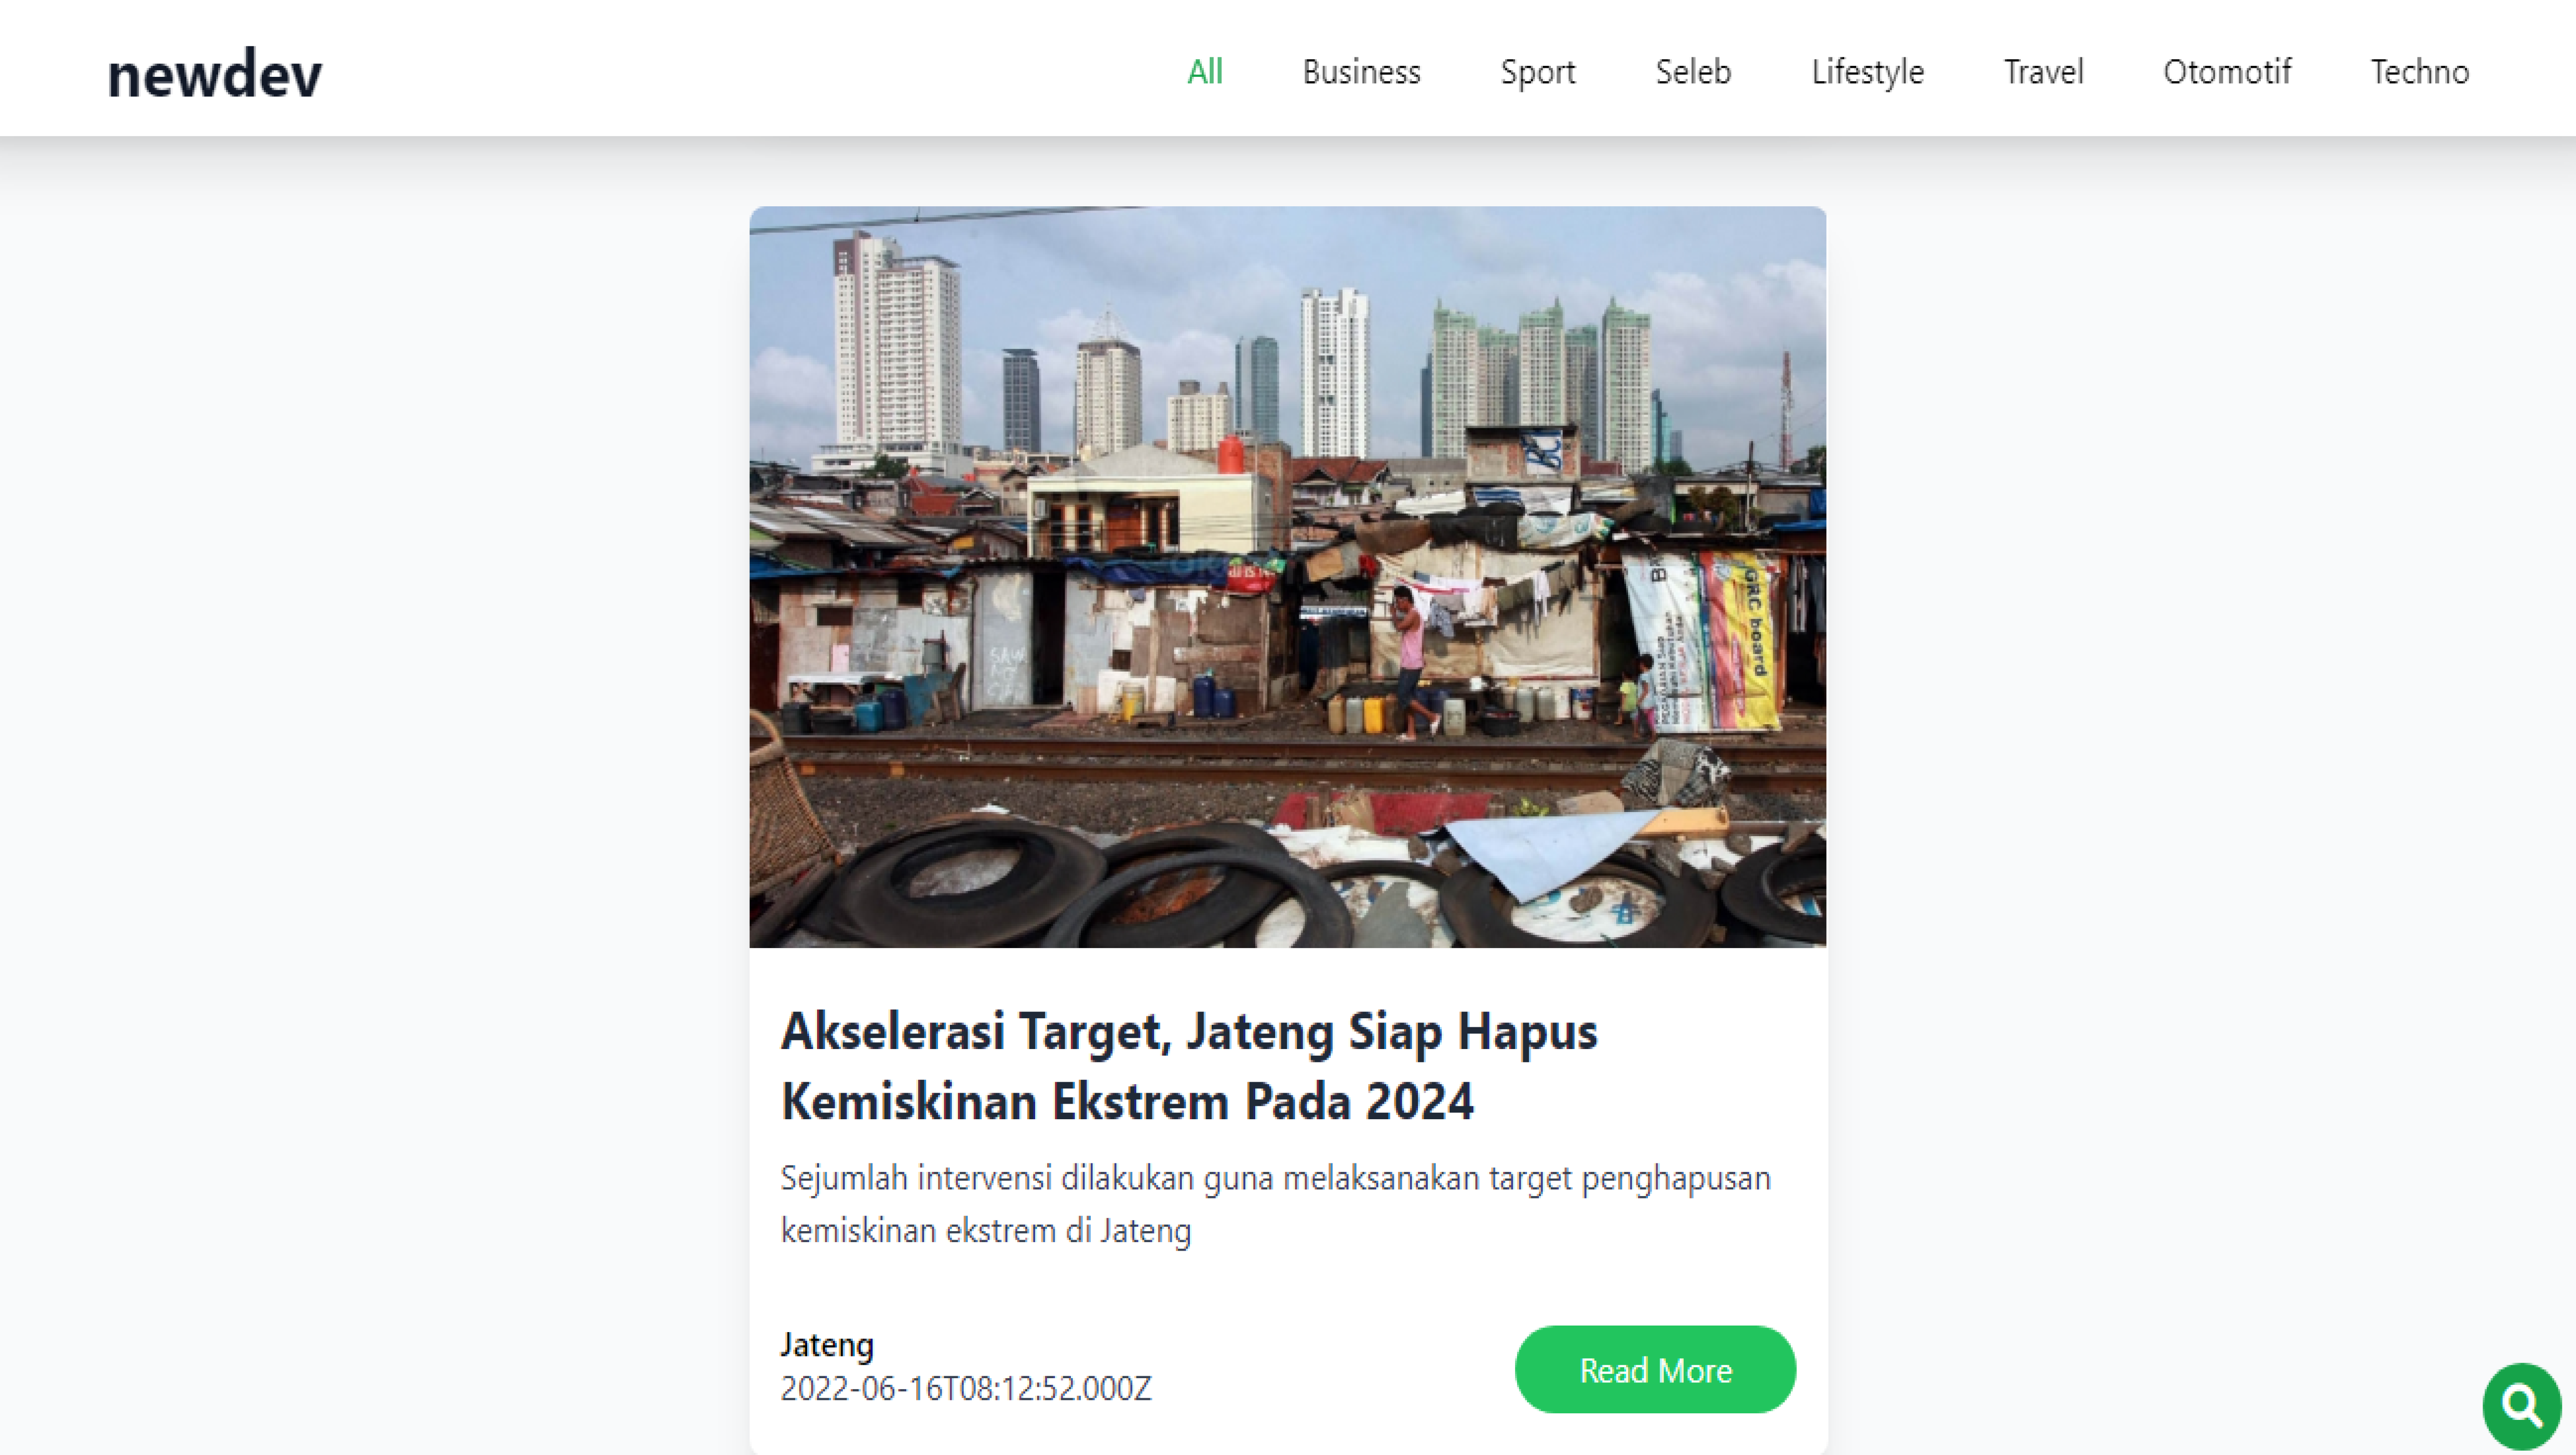 newdev
All Business Sport Seleb Lifestyle Travel Otomotif Techno
GRC board
Akselerasi Target, Jateng Siap Hapus
Kemiskinan Ekstrem Pada 2024
Sejumlah intervensi dilakukan guna melaksanakan target penghapusan
kemiskinan ekstrem di Jateng
Jateng
2022-06-16T08:12:52.000Z
Read More